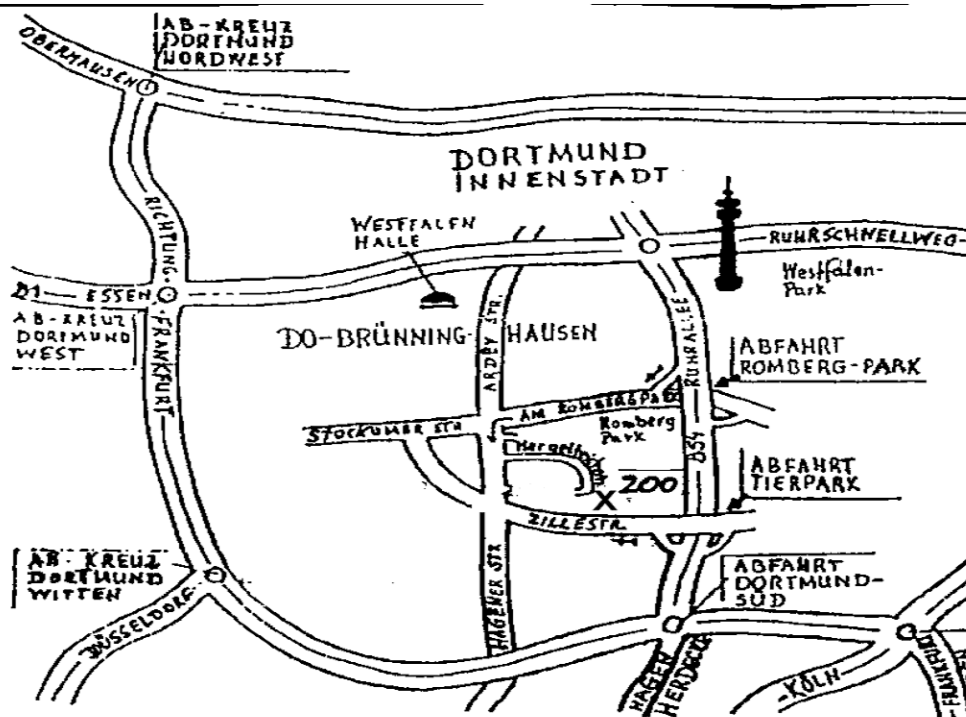 AB-KREUZ
DORTMUND
NORDWEST
OBERHAUSEN
DORTMUND
INNENSTADT
WESTFALEN
HALLE
RUHRSCHNELLWEG
Westfalen-
Park
RICHTUNG
FRANKFURT
B1
ESSEN
AB-KREUZ
DORTMUND
WEST
DO-BRÜNNING-HAUSEN
ARDEY STR.
RUHRALLEE
ABFAHRT
ROMBERG-PARK
AM ROMBERGPARK
STOCKUMER STR
Romberg
Park
B54
200
X
ABFAHRT
TIERPARK
ZILLESTR.
HAGENER STR
AB-KREUZ
DORTMUND
WITTEN
DÜSSELDORF
ABFAHRT
DORTMUND-
SÜD
HAGEN
HERDECKE
KÖLN
FRANKFURT